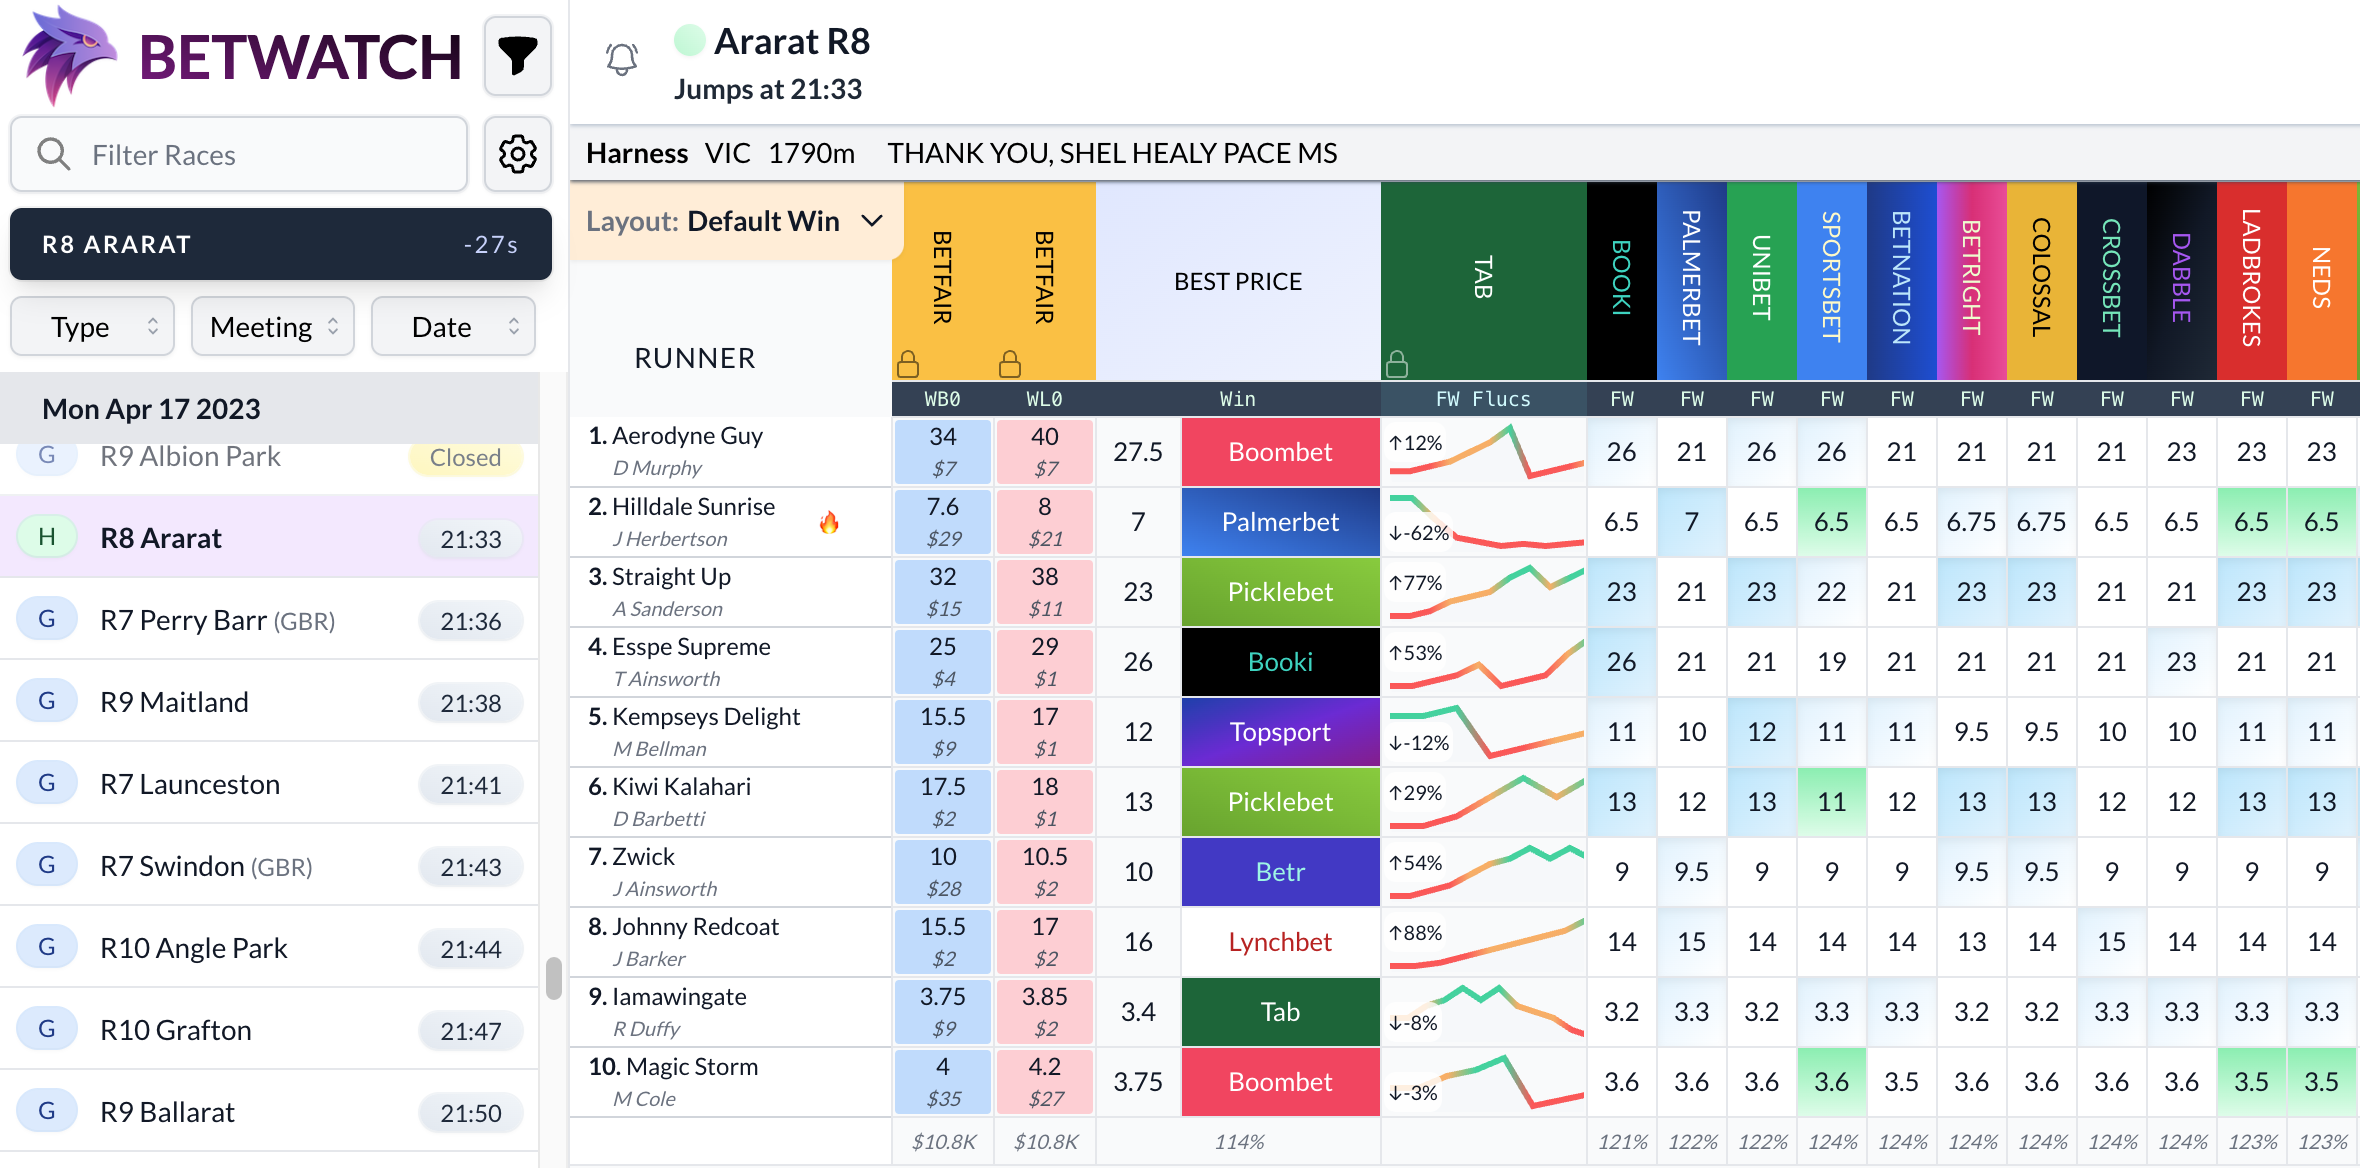 BETWATCH
Filter Races
R8 ARARAT -27s
Type Meeting Date
Mon Apr 17 2023
G R9 Albion Park Closed
H R8 Ararat 21:33
G R7 Perry Barr (GBR) 21:36
G R9 Maitland 21:38
G R7 Launceston 21:41
G R7 Swindon (GBR) 21:43
G R10 Angle Park 21:44
G R10 Grafton 21:47
G R9 Ballarat 21:50
Ararat R8
Jumps at 21:33
Harness VIC 1790m THANK YOU, SHEL HEALY PACE MS
Layout: Default Win
RUNNER BETFAIR BETFAIR BEST PRICE TAB BOOKI PALMERBET UNIBET SPORTSBET BETNATION BETRIGHT COLOSSAL CROSSBET DABBLE LADBROKES NEDS
WB0 WL0 Win FW Flucs FW FW FW FW FW FW FW FW FW FW FW
1. Aerodyne Guy 34 40 27.5 Boombet ↑12% 26 21 26 26 21 21 21 21 23 23 23
D Murphy $7 $7
2. Hilldale Sunrise 7.6 8 7 Palmerbet ↓-62% 6.5 7 6.5 6.5 6.5 6.75 6.75 6.5 6.5 6.5 6.5
J Herbertson $29 $21
3. Straight Up 32 38 23 Picklebet ↑77% 23 21 23 22 21 23 23 21 21 23 23
A Sanderson $15 $11
4. Esspe Supreme 25 29 26 Booki ↑53% 26 21 21 19 21 21 21 21 23 21 21
T Ainsworth $4 $1
5. Kempseys Delight 15.5 17 12 Topsport ↓-12% 11 10 12 11 11 9.5 9.5 10 10 11 11
M Bellman $9 $1
6. Kiwi Kalahari 17.5 18 13 Picklebet ↑29% 13 12 13 11 12 13 13 12 12 13 13
D Barbetti $2 $1
7. Zwick 10 10.5 10 Betr ↑54% 9 9.5 9 9 9 9.5 9.5 9 9 9 9
J Ainsworth $28 $2
8. Johnny Redcoat 15.5 17 16 Lynchbet ↑88% 14 15 14 14 14 13 14 15 14 14 14
J Barker $2 $2
9. Iamawingate 3.75 3.85 3.4 Tab ↓-8% 3.2 3.3 3.2 3.3 3.3 3.2 3.2 3.3 3.3 3.3 3.3
R Duffy $9 $2
10. Magic Storm 4 4.2 3.75 Boombet ↓-3% 3.6 3.6 3.6 3.6 3.5 3.6 3.6 3.6 3.6 3.5 3.5
M Cole $35 $27
$10.8K $10.8K 114% 121% 122% 122% 124% 124% 124% 124% 124% 124% 123% 123%